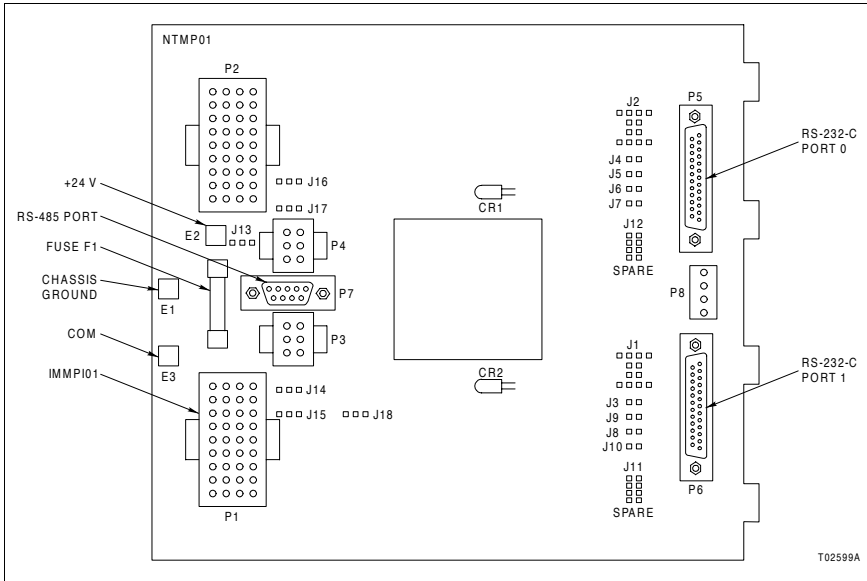 NTMP01
P2
+24 V
RS-485 PORT
FUSE F1
CHASSIS
GROUND
COM
IMMPI01
E2
J13
E1
E3
J16
J17
P4
P7
P3
J14
J15
J18
P1
CR1
CR2
J2
J4
J5
J6
J7
J12
SPARE
P5
RS-232-C
PORT 0
P8
J1
J3
J9
J8
J10
J11
SPARE
P6
RS-232-C
PORT 1
T02599A